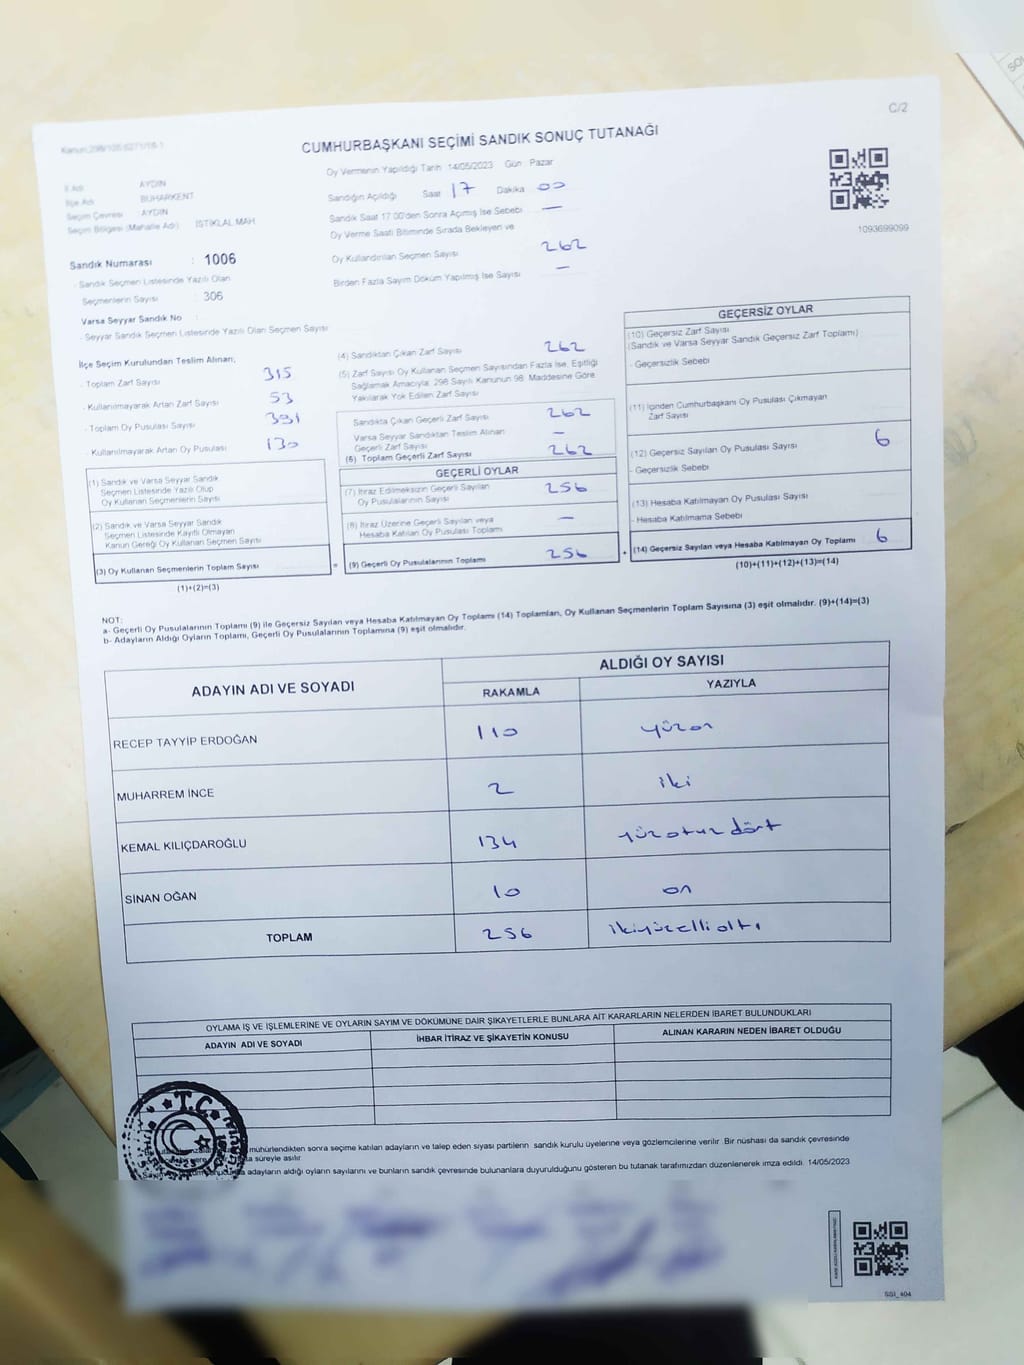 C/2
Kanun:298/105 6271/18-1
CUMHURBAŞKANI SEÇİMİ SANDIK SONUÇ TUTANAĞI
İl Adı AYDIN
İlçe Adı BUHARKENT
Seçim Çevresi AYDIN
Seçim Bölgesi (Mahalle Adı) İSTİKLAL MAH.
Sandık Numarası : 1006
- Sandık Seçmen Listesinde Yazılı Olan
Seçmenlerin Sayısı : 306
Varsa Seyyar Sandık No :
- Seyyar Sandık Seçmen Listesinde Yazılı Olan Seçmen Sayısı :
Oy Vermenin Yapıldığı Tarih 14/05/2023 Gün Pazar
Sandığın Açıldığı Saat 17 Dakika 00
Sandık Saat 17.00'den Sonra Açılmış İse Sebebi —
Oy Verme Saati Bitiminde Sırada Bekleyen ve
Oy Kullandırılan Seçmen Sayısı 262
Birden Fazla Sayım Döküm Yapılmış İse Sayısı —
1093699099
İlçe Seçim Kurulundan Teslim Alınan;
- Toplam Zarf Sayısı 315
- Kullanılmayarak Artan Zarf Sayısı 53
- Toplam Oy Pusulası Sayısı 391
- Kullanılmayarak Artan Oy Pusulası 130
(1) Sandık ve Varsa Seyyar Sandık
Seçmen Listesinde Yazılı Olup
Oy Kullanan Seçmenlerin Sayısı
(2) Sandık ve Varsa Seyyar Sandık
Seçmen Listesinde Kayıtlı Olmayan
Kanun Gereği Oy Kullanan Seçmen Sayısı
(3) Oy Kullanan Seçmenlerin Toplam Sayısı
(1)+(2)=(3)
=
(4) Sandıktan Çıkan Zarf Sayısı 262
(5) Zarf Sayısı Oy Kullanan Seçmen Sayısından Fazla İse, Eşitliği
Sağlamak Amacıyla; 298 Sayılı Kanunun 98. Maddesine Göre
Yakılarak Yok Edilen Zarf Sayısı
Sandıkta Çıkan Geçerli Zarf Sayısı 262
Varsa Seyyar Sandıktan Teslim Alınan
Geçerli Zarf Sayısı —
(6) Toplam Geçerli Zarf Sayısı 262
GEÇERLİ OYLAR
(7) İtiraz Edilmeksizin Geçerli Sayılan
Oy Pusulalarının Sayısı 256
(8) İtiraz Üzerine Geçerli Sayılan veya
Hesaba Katılan Oy Pusulası Toplamı —
(9) Geçerli Oy Pusulalarının Toplamı 256
+
GEÇERSİZ OYLAR
(10) Geçersiz Zarf Sayısı
(Sandık ve Varsa Seyyar Sandık Geçersiz Zarf Toplamı)
- Geçersizlik Sebebi
(11) İçinden Cumhurbaşkanı Oy Pusulası Çıkmayan
Zarf Sayısı
(12) Geçersiz Sayılan Oy Pusulası Sayısı 6
- Geçersizlik Sebebi
(13) Hesaba Katılmayan Oy Pusulası Sayısı
- Hesaba Katılmama Sebebi
(14) Geçersiz Sayılan veya Hesaba Katılmayan Oy Toplamı 6
(10)+(11)+(12)+(13)=(14)
NOT:
a- Geçerli Oy Pusulalarının Toplamı (9) ile Geçersiz Sayılan veya Hesaba Katılmayan Oy Toplamı (14) Toplamları, Oy Kullanan Seçmenlerin Toplam Sayısına (3) eşit olmalıdır. (9)+(14)=(3)
b- Adayların Aldığı Oyların Toplamı, Geçerli Oy Pusulalarının Toplamına (9) eşit olmalıdır.
ADAYIN ADI VE SOYADI ALDIĞI OY SAYISI
RAKAMLA YAZIYLA
RECEP TAYYİP ERDOĞAN 110 yüzon
MUHARREM İNCE 2 iki
KEMAL KILIÇDAROĞLU 134 yüzotuzdört
SİNAN OĞAN 10 on
TOPLAM 256 ikiyüzellialtı
OYLAMA İŞ VE İŞLEMLERİNE VE OYLARIN SAYIM VE DÖKÜMÜNE DAİR ŞİKAYETLERLE BUNLARA AİT KARARLARIN NELERDEN İBARET BULUNDUKLARI
ADAYIN ADI VE SOYADI İHBAR İTİRAZ VE ŞİKAYETİN KONUSU ALINAN KARARIN NEDEN İBARET OLDUĞU
T.C.
mühürlendikten sonra seçime katılan adayların ve talep eden siyasi partilerin sandık kurulu üyelerine veya gözlemcilerine verilir. Bir nüshası da sandık çevresinde
süreyle asılır.
adayların aldığı oyların sayılarını ve bunların sandık çevresinde bulunanlara duyurulduğunu gösteren bu tutanak tarafımızdan düzenlenerek imza edildi. 14/05/2023
SSI_404